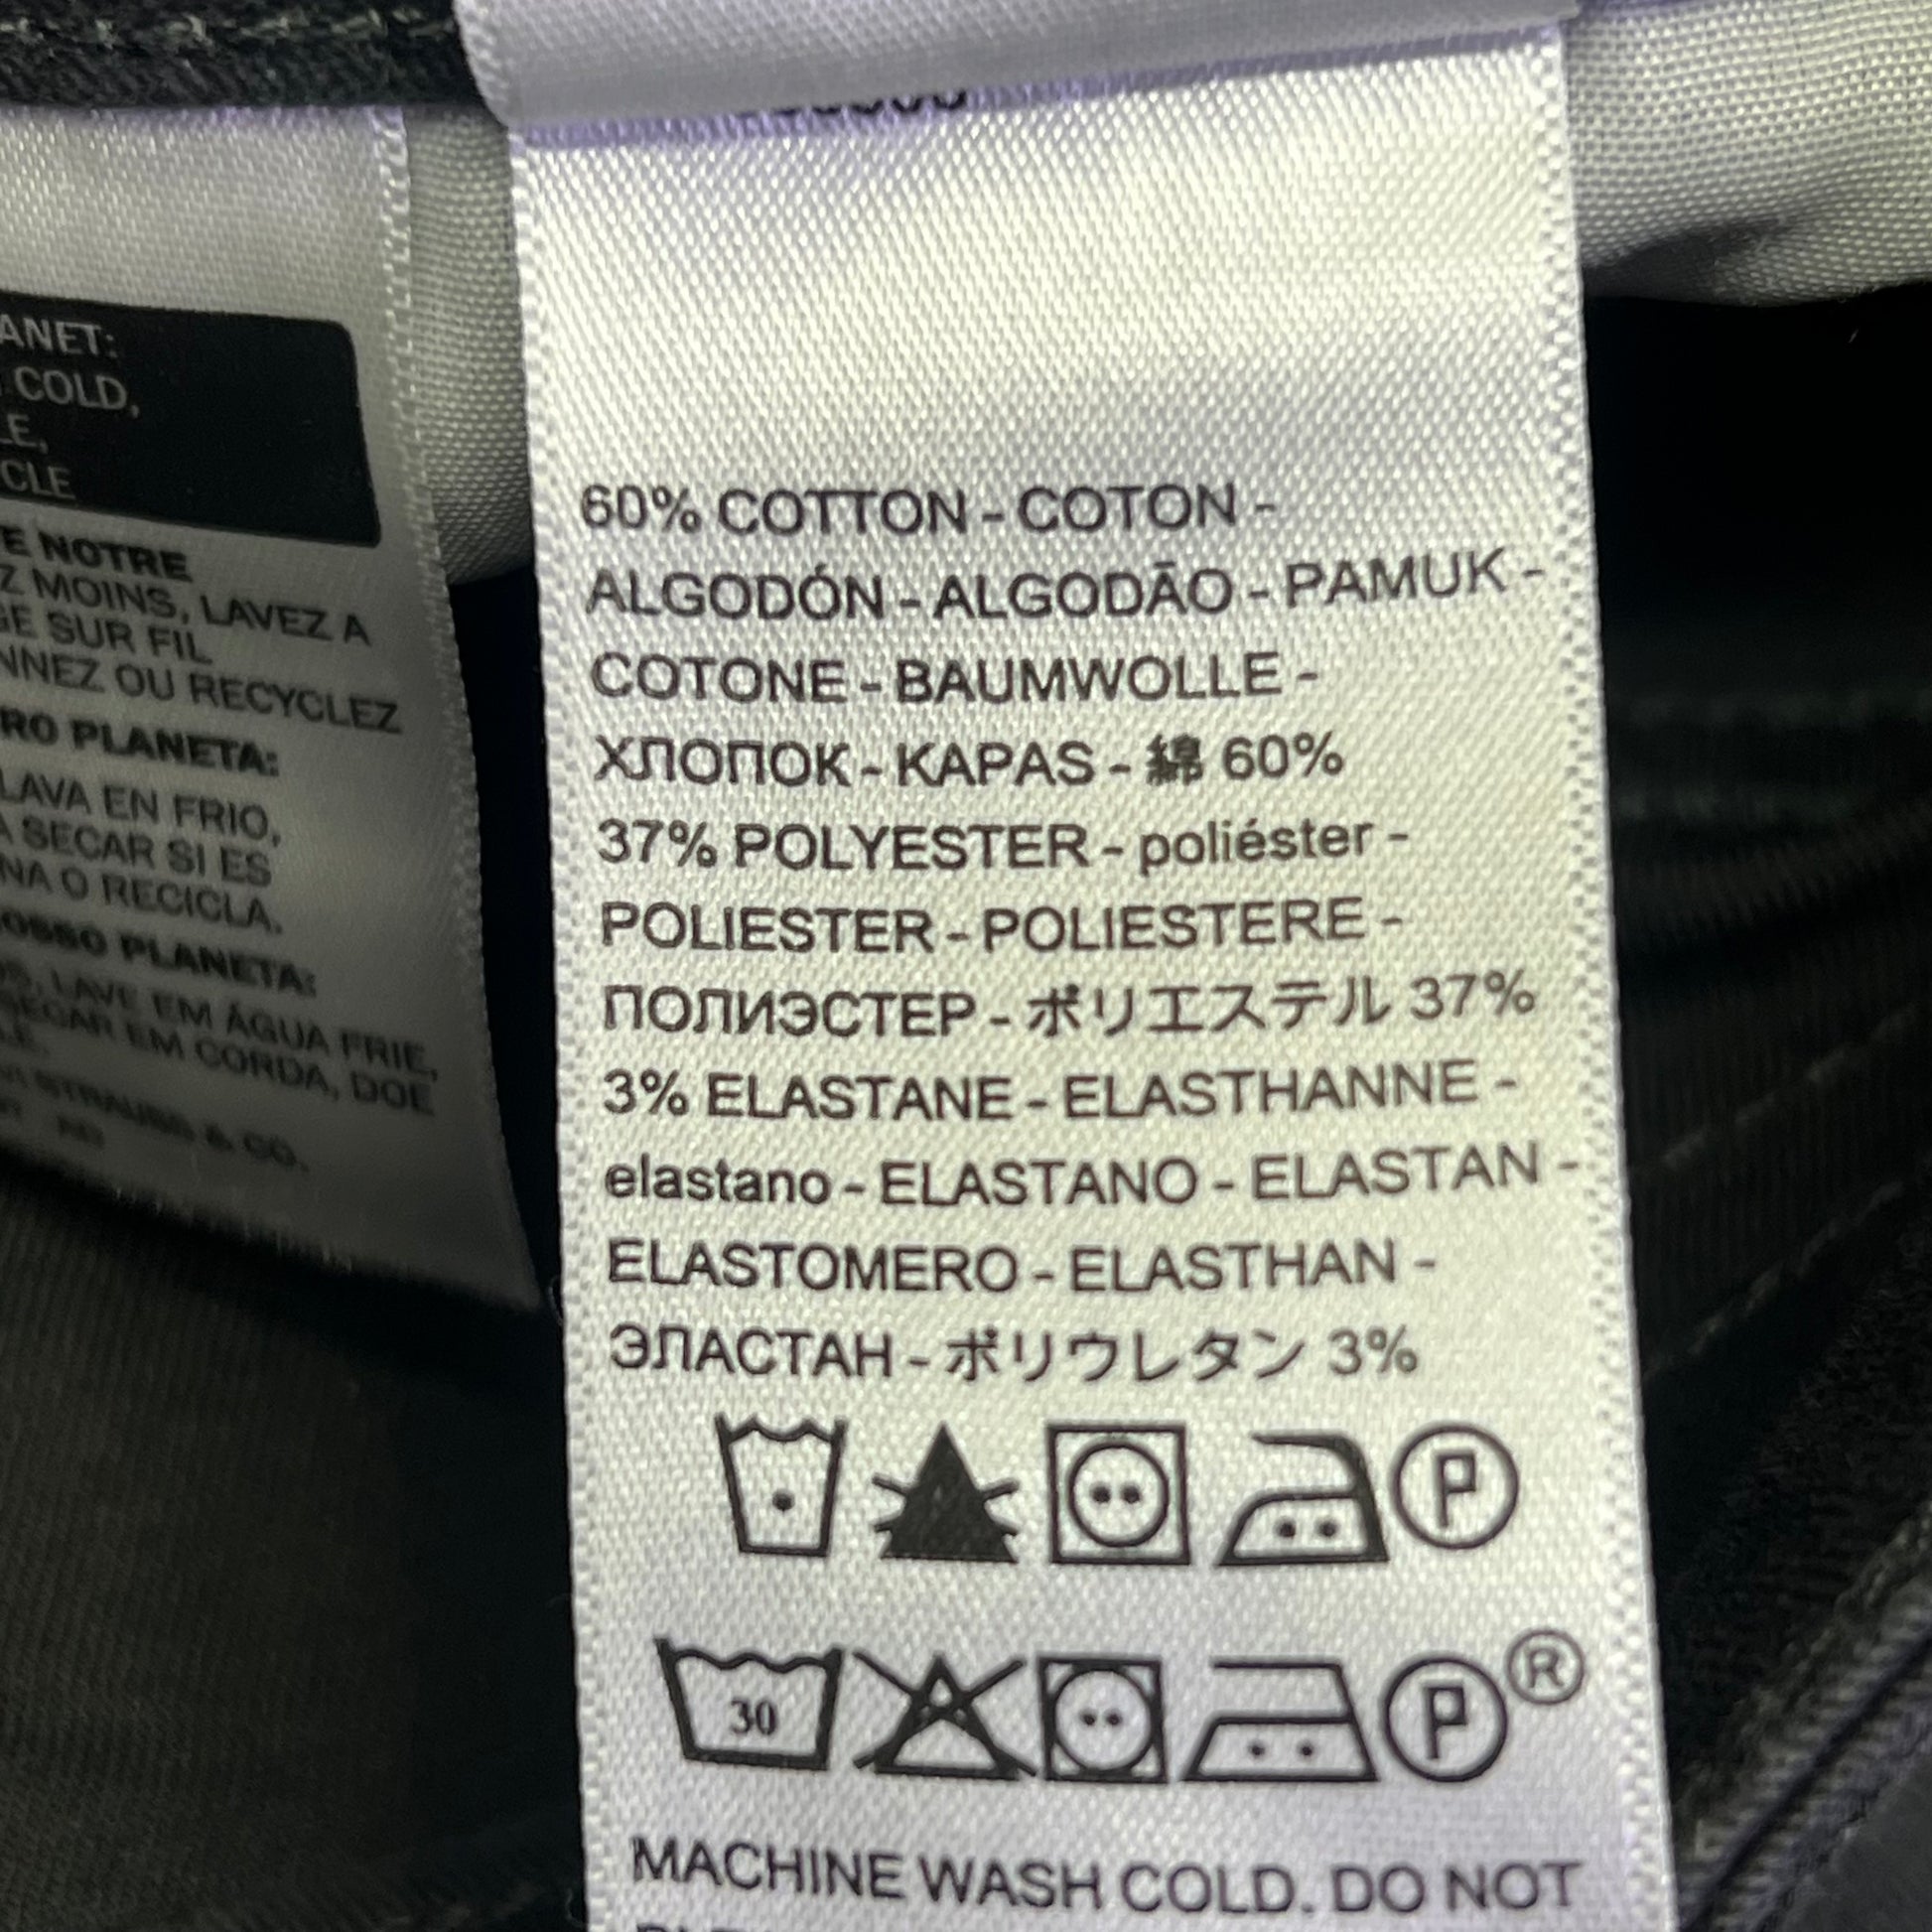 ANET:
COLD,
LE,
CLE
E NOTRE
Z MOINS, LAVEZ A
GE SUR FIL
NNEZ OU RECYCLEZ
RO PLANETA:
LAVA EN FRIO,
A SECAR SI ES
NA O RECICLA.
OSSO PLANETA:
OS, LAVE EM ÁGUA FRIE,
SECAR EM CORDA, DOE
STRAUSS & CO.
60% COTTON - COTON -
ALGODÓN - ALGODÃO - PAMUK -
COTONE - BAUMWOLLE -
ХЛОПОК - KAPAS - 綿 60%
37% POLYESTER - poliéster -
POLIESTER - POLIESTERE -
ПОЛИЭСТЕР - ポリエステル 37%
3% ELASTANE - ELASTHANNE -
elastano - ELASTANO - ELASTAN -
ELASTOMERO - ELASTHAN -
ЭЛАСТАН - ポリウレタン 3%
P
30 P ®
MACHINE WASH COLD. DO NOT